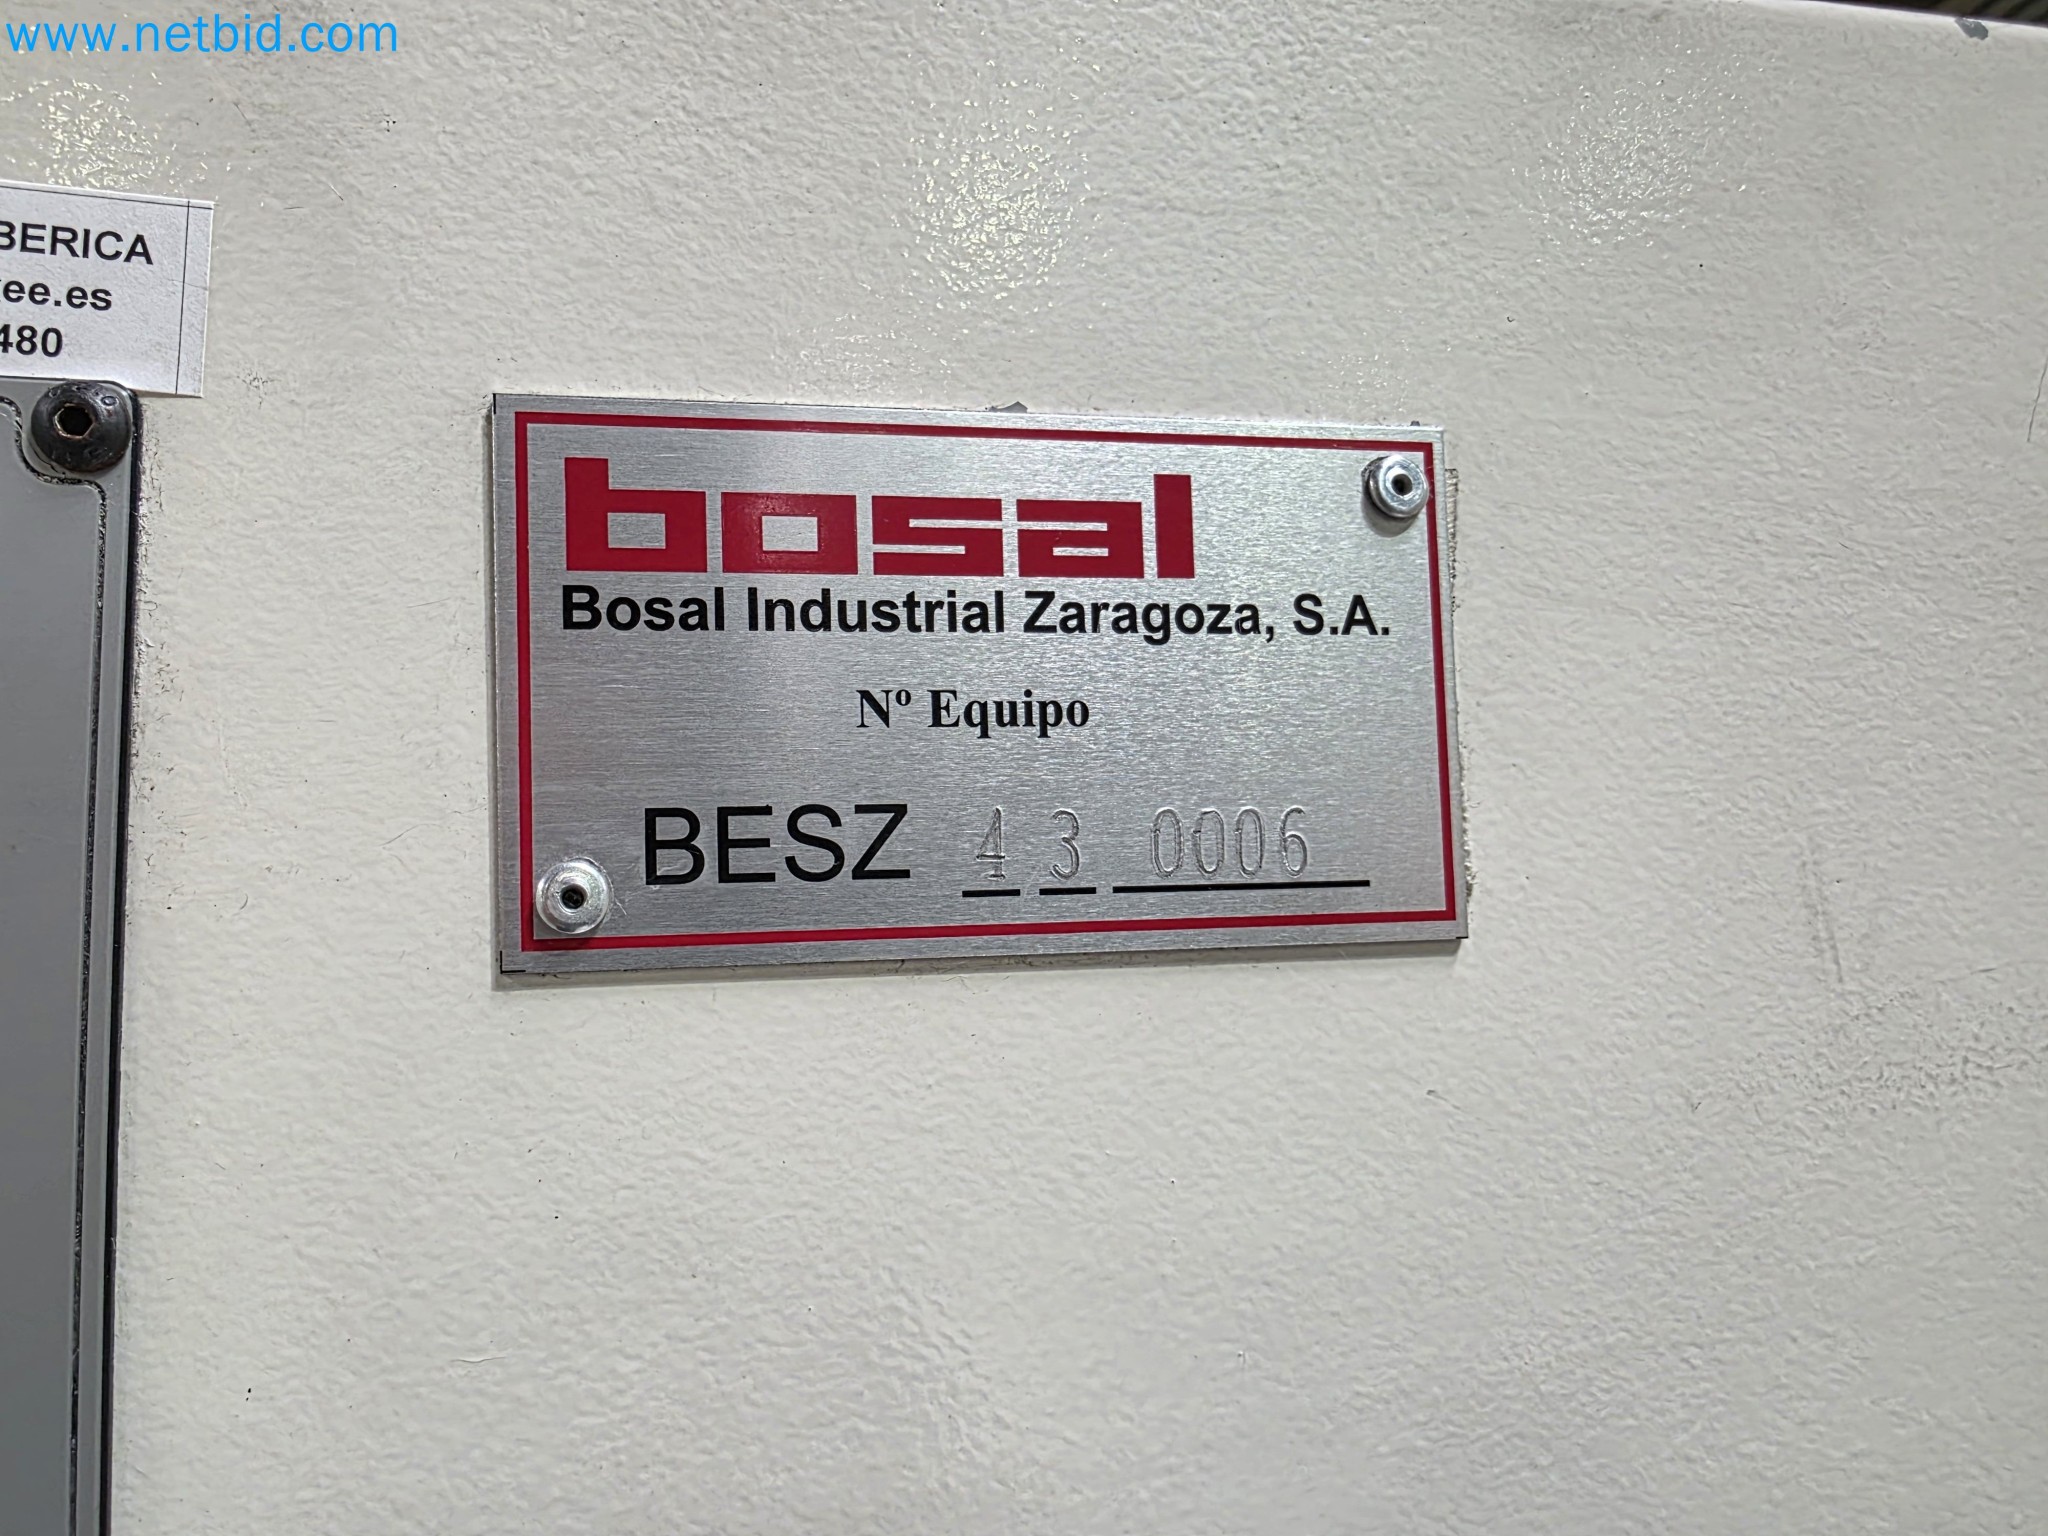 www.netbid.com
BERICA
ee.es
480
bosal
Bosal Industrial Zaragoza, S.A.
Nº Equipo
BESZ 4 3 0006